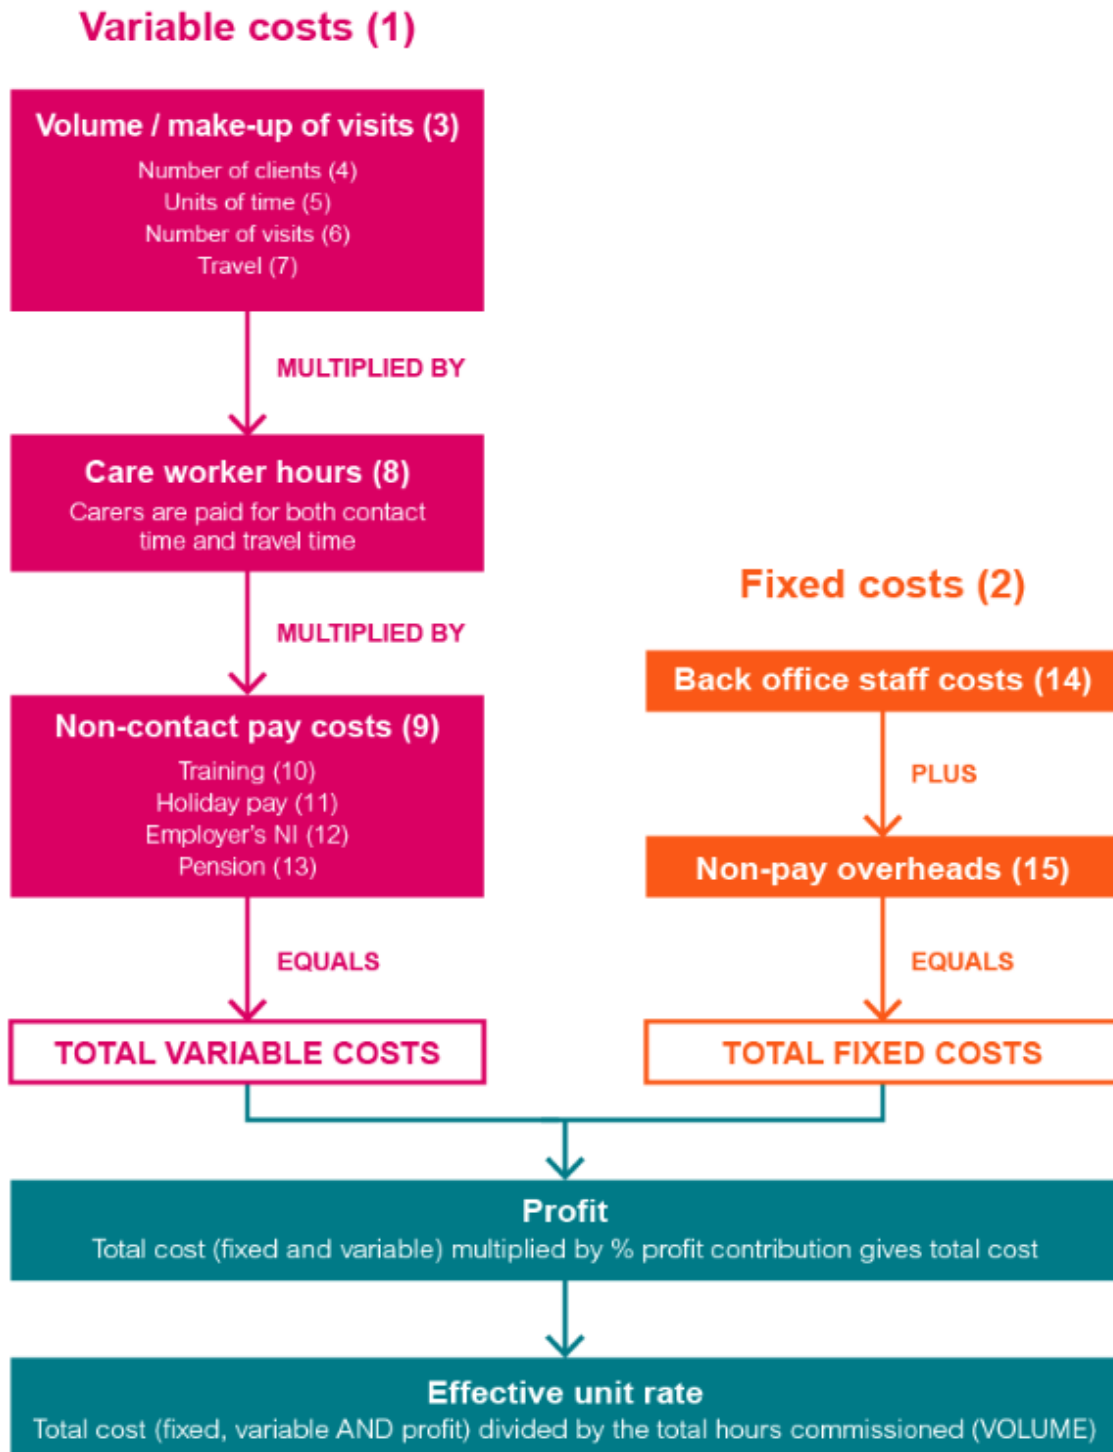 Variable costs (1)
Volume / make-up of visits (3)
Number of clients (4)
Units of time (5)
Number of visits (6)
Travel (7)
MULTIPLIED BY
Care worker hours (8)
Carers are paid for both contact
time and travel time
MULTIPLIED BY
Non-contact pay costs (9)
Training (10)
Holiday pay (11)
Employer's NI (12)
Pension (13)
EQUALS
TOTAL VARIABLE COSTS
Fixed costs (2)
Back office staff costs (14)
PLUS
Non-pay overheads (15)
EQUALS
TOTAL FIXED COSTS
Profit
Total cost (fixed and variable) multiplied by % profit contribution gives total cost
Effective unit rate
Total cost (fixed, variable AND profit) divided by the total hours commissioned (VOLUME)